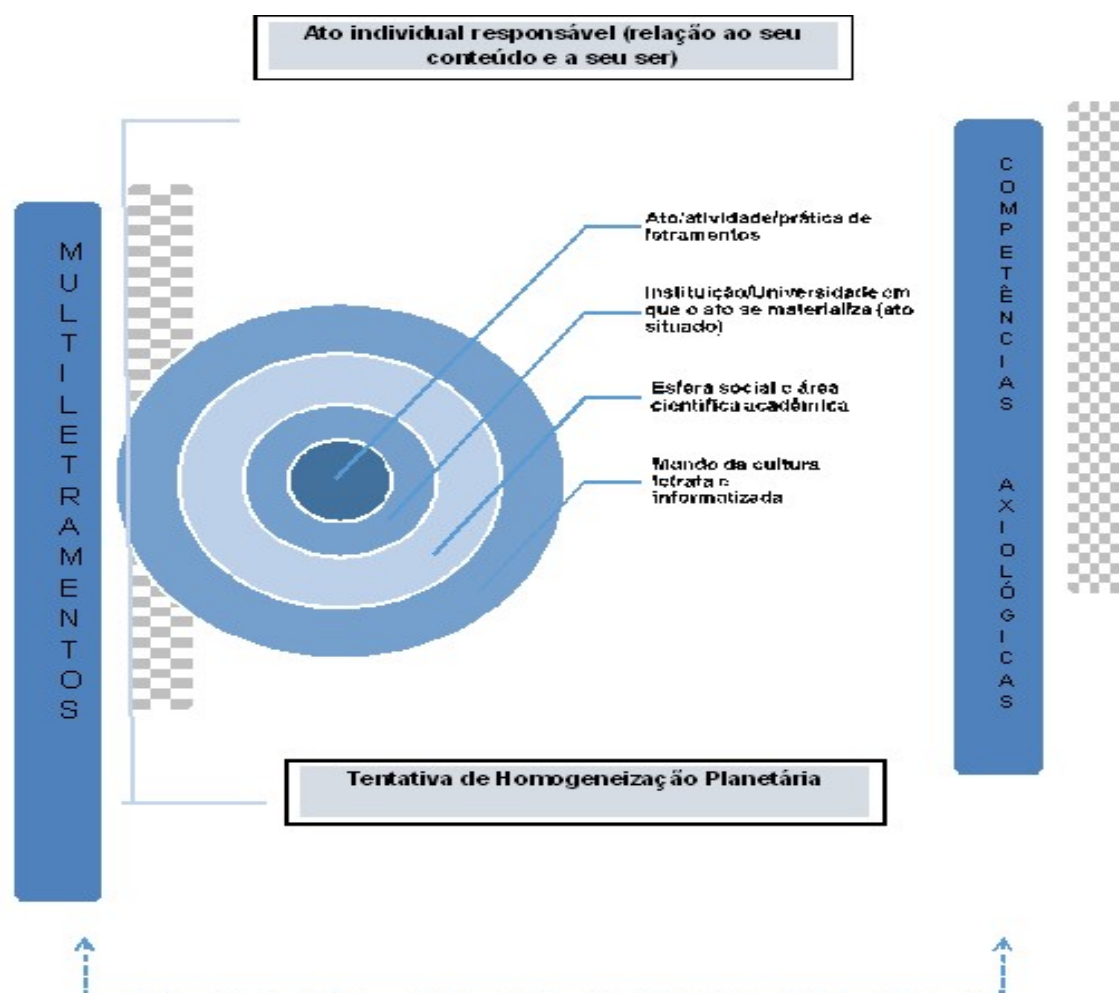 Ato individual responsável (relação ao seu
conteúdo e a seu ser)
MULTILETRAMENTOS
Ato/atividade/prática de
letramentos
Instituição/Universidade em
que o ato se materializa (ato
situado)
Esfera social e área
científica acadêmica
Mundo da cultura
letrata e
informatizada
COMPETÊNCIAS AXIOLÓGICAS
Tentativa de Homogeneização Planetária